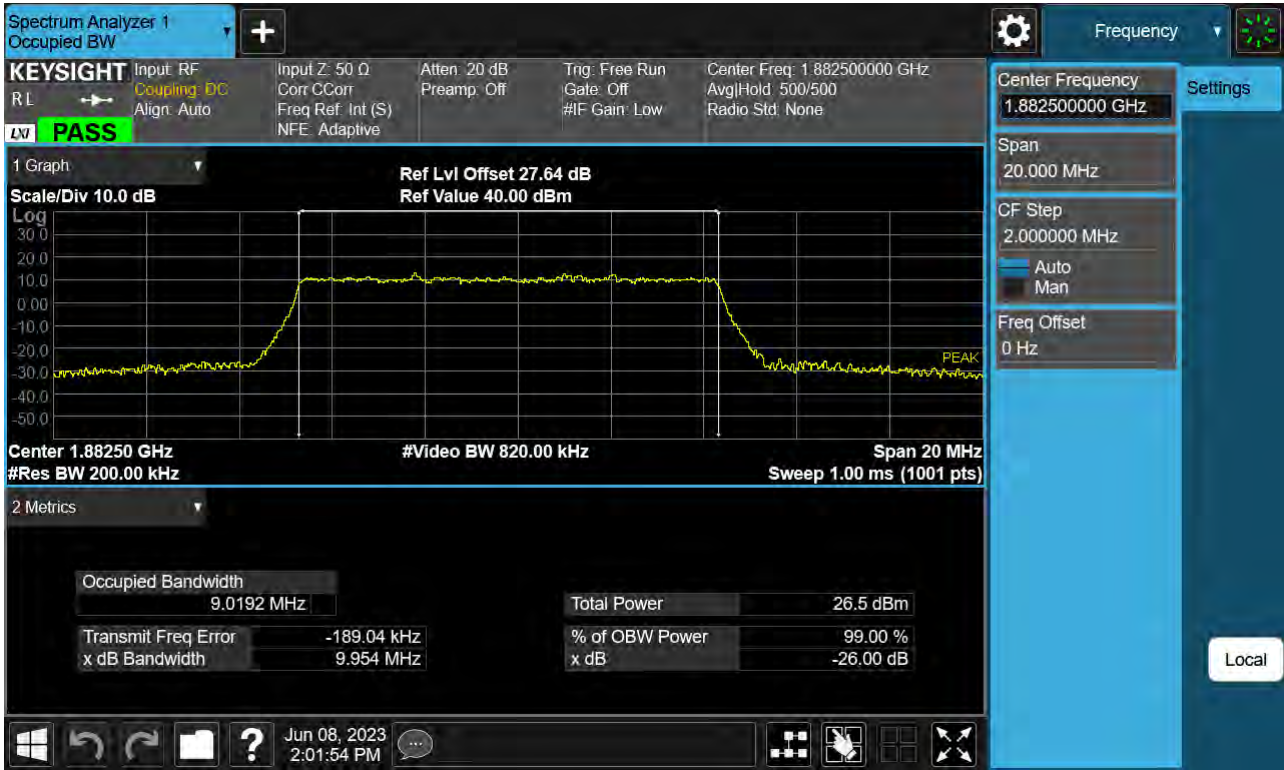 Spectrum Analyzer 1
Occupied BW
Frequency
KEYSIGHT
R L
LXI
PASS
Input: RF
Coupling: DC
Align: Auto
Input Z: 50 Ω
Corr CCorr
Freq Ref: Int (S)
NFE: Adaptive
Atten: 20 dB
Preamp: Off
Trig: Free Run
Gate: Off
#IF Gain: Low
Center Freq: 1.882500000 GHz
Avg|Hold: 500/500
Radio Std: None
Center Frequency
1.882500000 GHz
Settings
Span
20.000 MHz
CF Step
2.000000 MHz
Auto
Man
Freq Offset
0 Hz
Local
1 Graph
Scale/Div 10.0 dB
Ref Lvl Offset 27.64 dB
Ref Value 40.00 dBm
Log
30.0
20.0
10.0
0.00
-10.0
-20.0
-30.0
-40.0
-50.0
PEAK
Center 1.88250 GHz
#Video BW 820.00 kHz
Span 20 MHz
#Res BW 200.00 kHz
Sweep 1.00 ms (1001 pts)
2 Metrics
Occupied Bandwidth
9.0192 MHz
Total Power 26.5 dBm
Transmit Freq Error -189.04 kHz
% of OBW Power 99.00 %
x dB Bandwidth 9.954 MHz
x dB -26.00 dB
?
Jun 08, 2023
2:01:54 PM